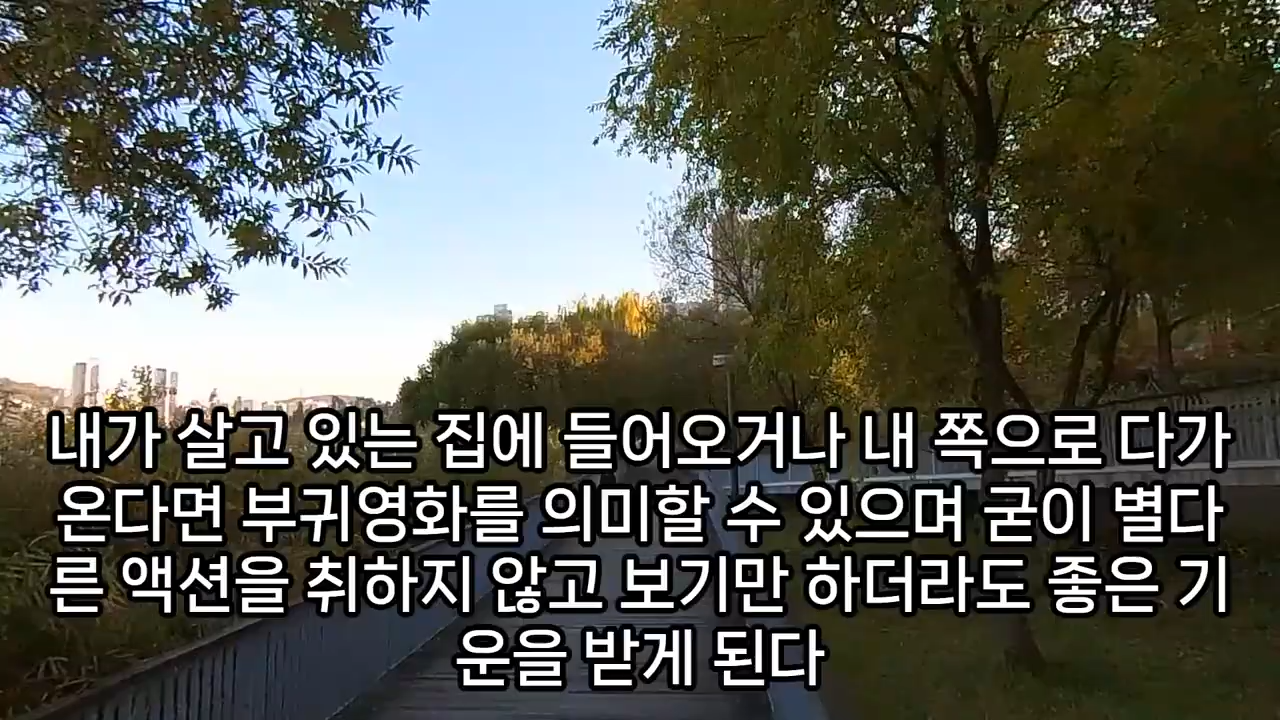 내가 살고 있는 집에 들어오거나 내 쪽으로 다가
온다면 부귀영화를 의미할 수 있으며 굳이 별다
른 액션을 취하지 않고 보기만 하더라도 좋은 기
운을 받게 된다